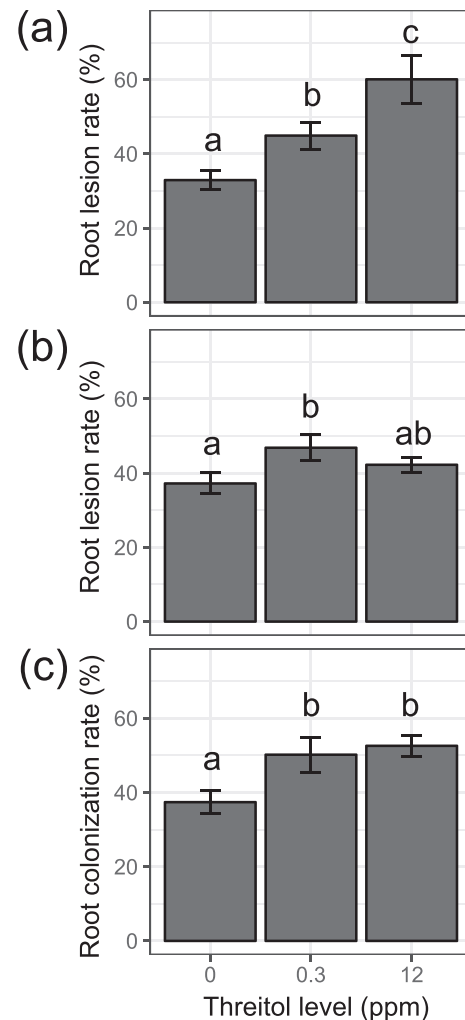 (a)
Root lesion rate (%)
60
40
20
0
a
b
c
(b)
Root lesion rate (%)
60
40
20
0
a
b
ab
(c)
Root colonization rate (%)
60
40
20
0
a
b
b
0 0.3 12
Threitol level (ppm)